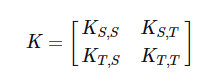 K = [ K_{S,S} K_{S,T}
K_{T,S} K_{T,T} ]